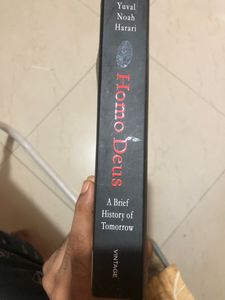 Yuval
Noah
Harari
Homo Deus
A Brief
History of
Tomorrow
VINTAGE